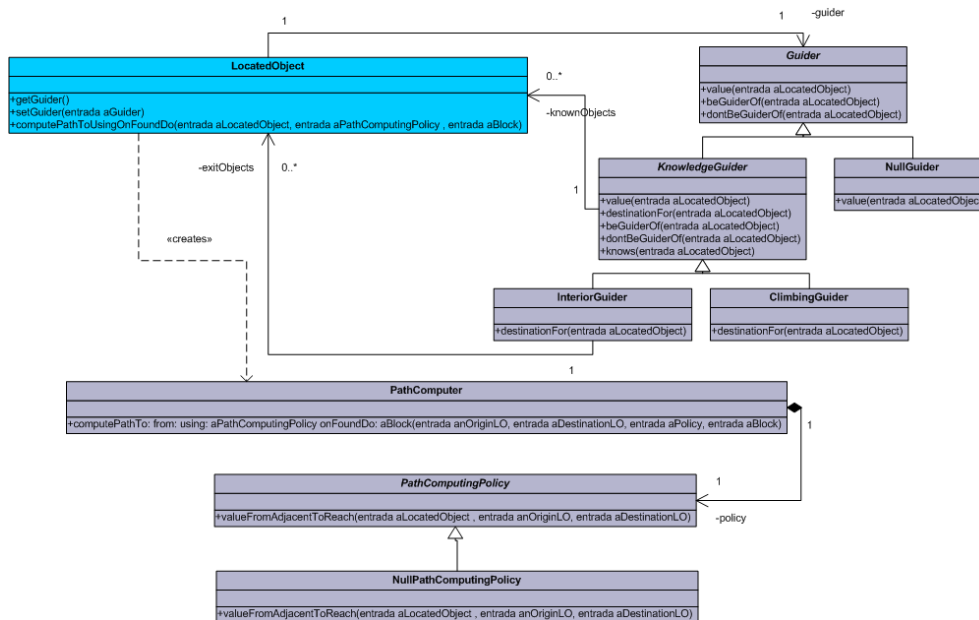 1
1
-guider
LocatedObject
+getGuider()
+setGuider(entrada aGuider)
+computePathToUsingOnFoundDo(entrada aLocatedObject, entrada aPathComputingPolicy , entrada aBlock)
Guider
+value(entrada aLocatedObject)
+beGuiderOf(entrada aLocatedObject)
+dontBeGuiderOf(entrada aLocatedObject)
0..*
-knownObjects
1
-exitObjects
0..*
KnowledgeGuider
+value(entrada aLocatedObject)
+destinationFor(entrada aLocatedObject)
+beGuiderOf(entrada aLocatedObject)
+dontBeGuiderOf(entrada aLocatedObject)
+knows(entrada aLocatedObject)
NullGuider
+value(entrada aLocatedObject
«creates»
InteriorGuider
+destinationFor(entrada aLocatedObject)
ClimbingGuider
+destinationFor(entrada aLocatedObject)
1
PathComputer
+computePathTo: from: using: aPathComputingPolicy onFoundDo: aBlock(entrada anOriginLO, entrada aDestinationLO, entrada aPolicy, entrada aBlock)
1
1
-policy
PathComputingPolicy
+valueFromAdjacentToReach(entrada aLocatedObject , entrada anOriginLO, entrada aDestinationLO)
NullPathComputingPolicy
+valueFromAdjacentToReach(entrada aLocatedObject , entrada anOriginLO, entrada aDestinationLO)